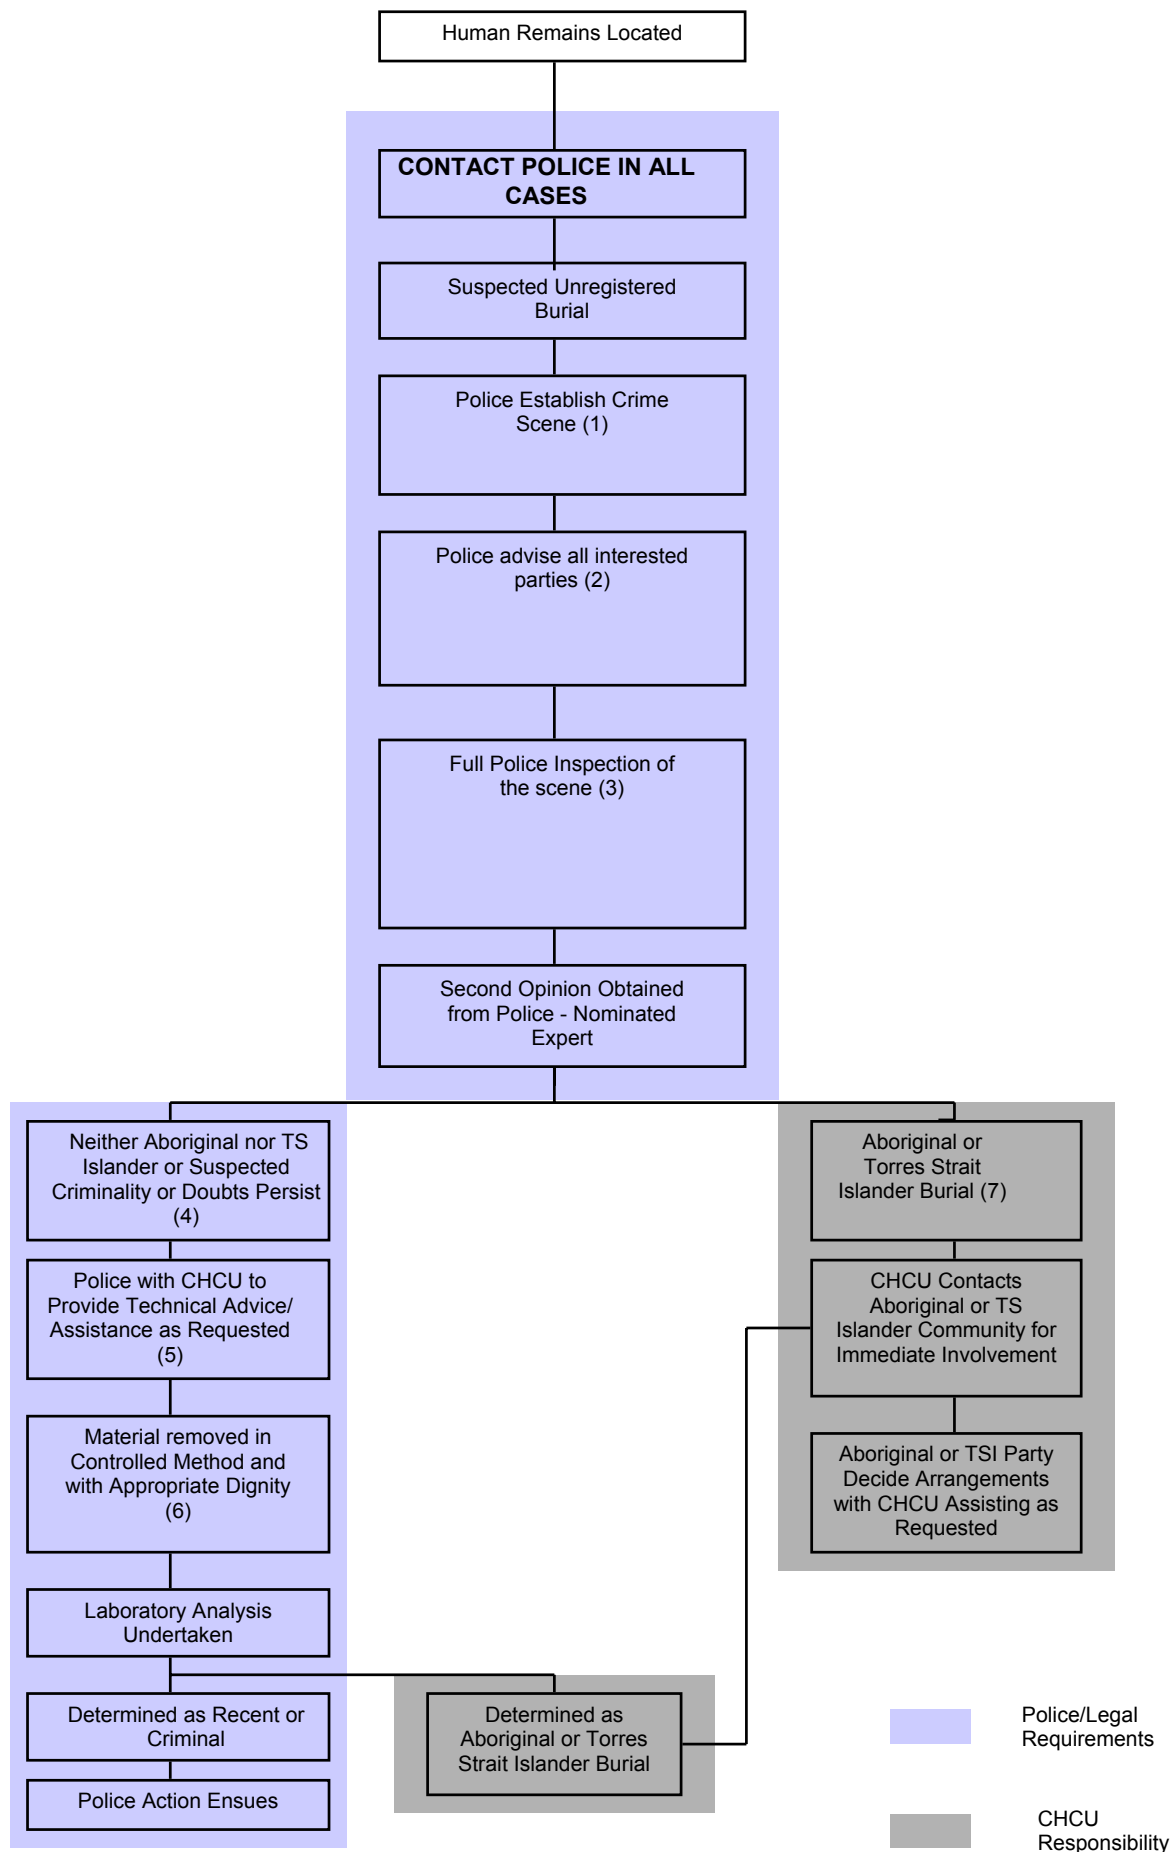 Human Remains Located
CONTACT POLICE IN ALL
CASES
Suspected Unregistered
Burial
Police Establish Crime
Scene (1)
Police advise all interested
parties (2)
Full Police Inspection of
the scene (3)
Second Opinion Obtained
from Police - Nominated
Expert
Neither Aboriginal nor TS
Islander or Suspected
Criminality or Doubts Persist
(4)
Police with CHCU to
Provide Technical Advice/
Assistance as Requested
(5)
Material removed in
Controlled Method and
with Appropriate Dignity
(6)
Laboratory Analysis
Undertaken
Determined as Recent or
Criminal
Police Action Ensues
Determined as
Aboriginal or Torres
Strait Islander Burial
Aboriginal or
Torres Strait
Islander Burial (7)
CHCU Contacts
Aboriginal or TS
Islander Community for
Immediate Involvement
Aboriginal or TSI Party
Decide Arrangements
with CHCU Assisting as
Requested
Police/Legal
Requirements
CHCU
Responsibility